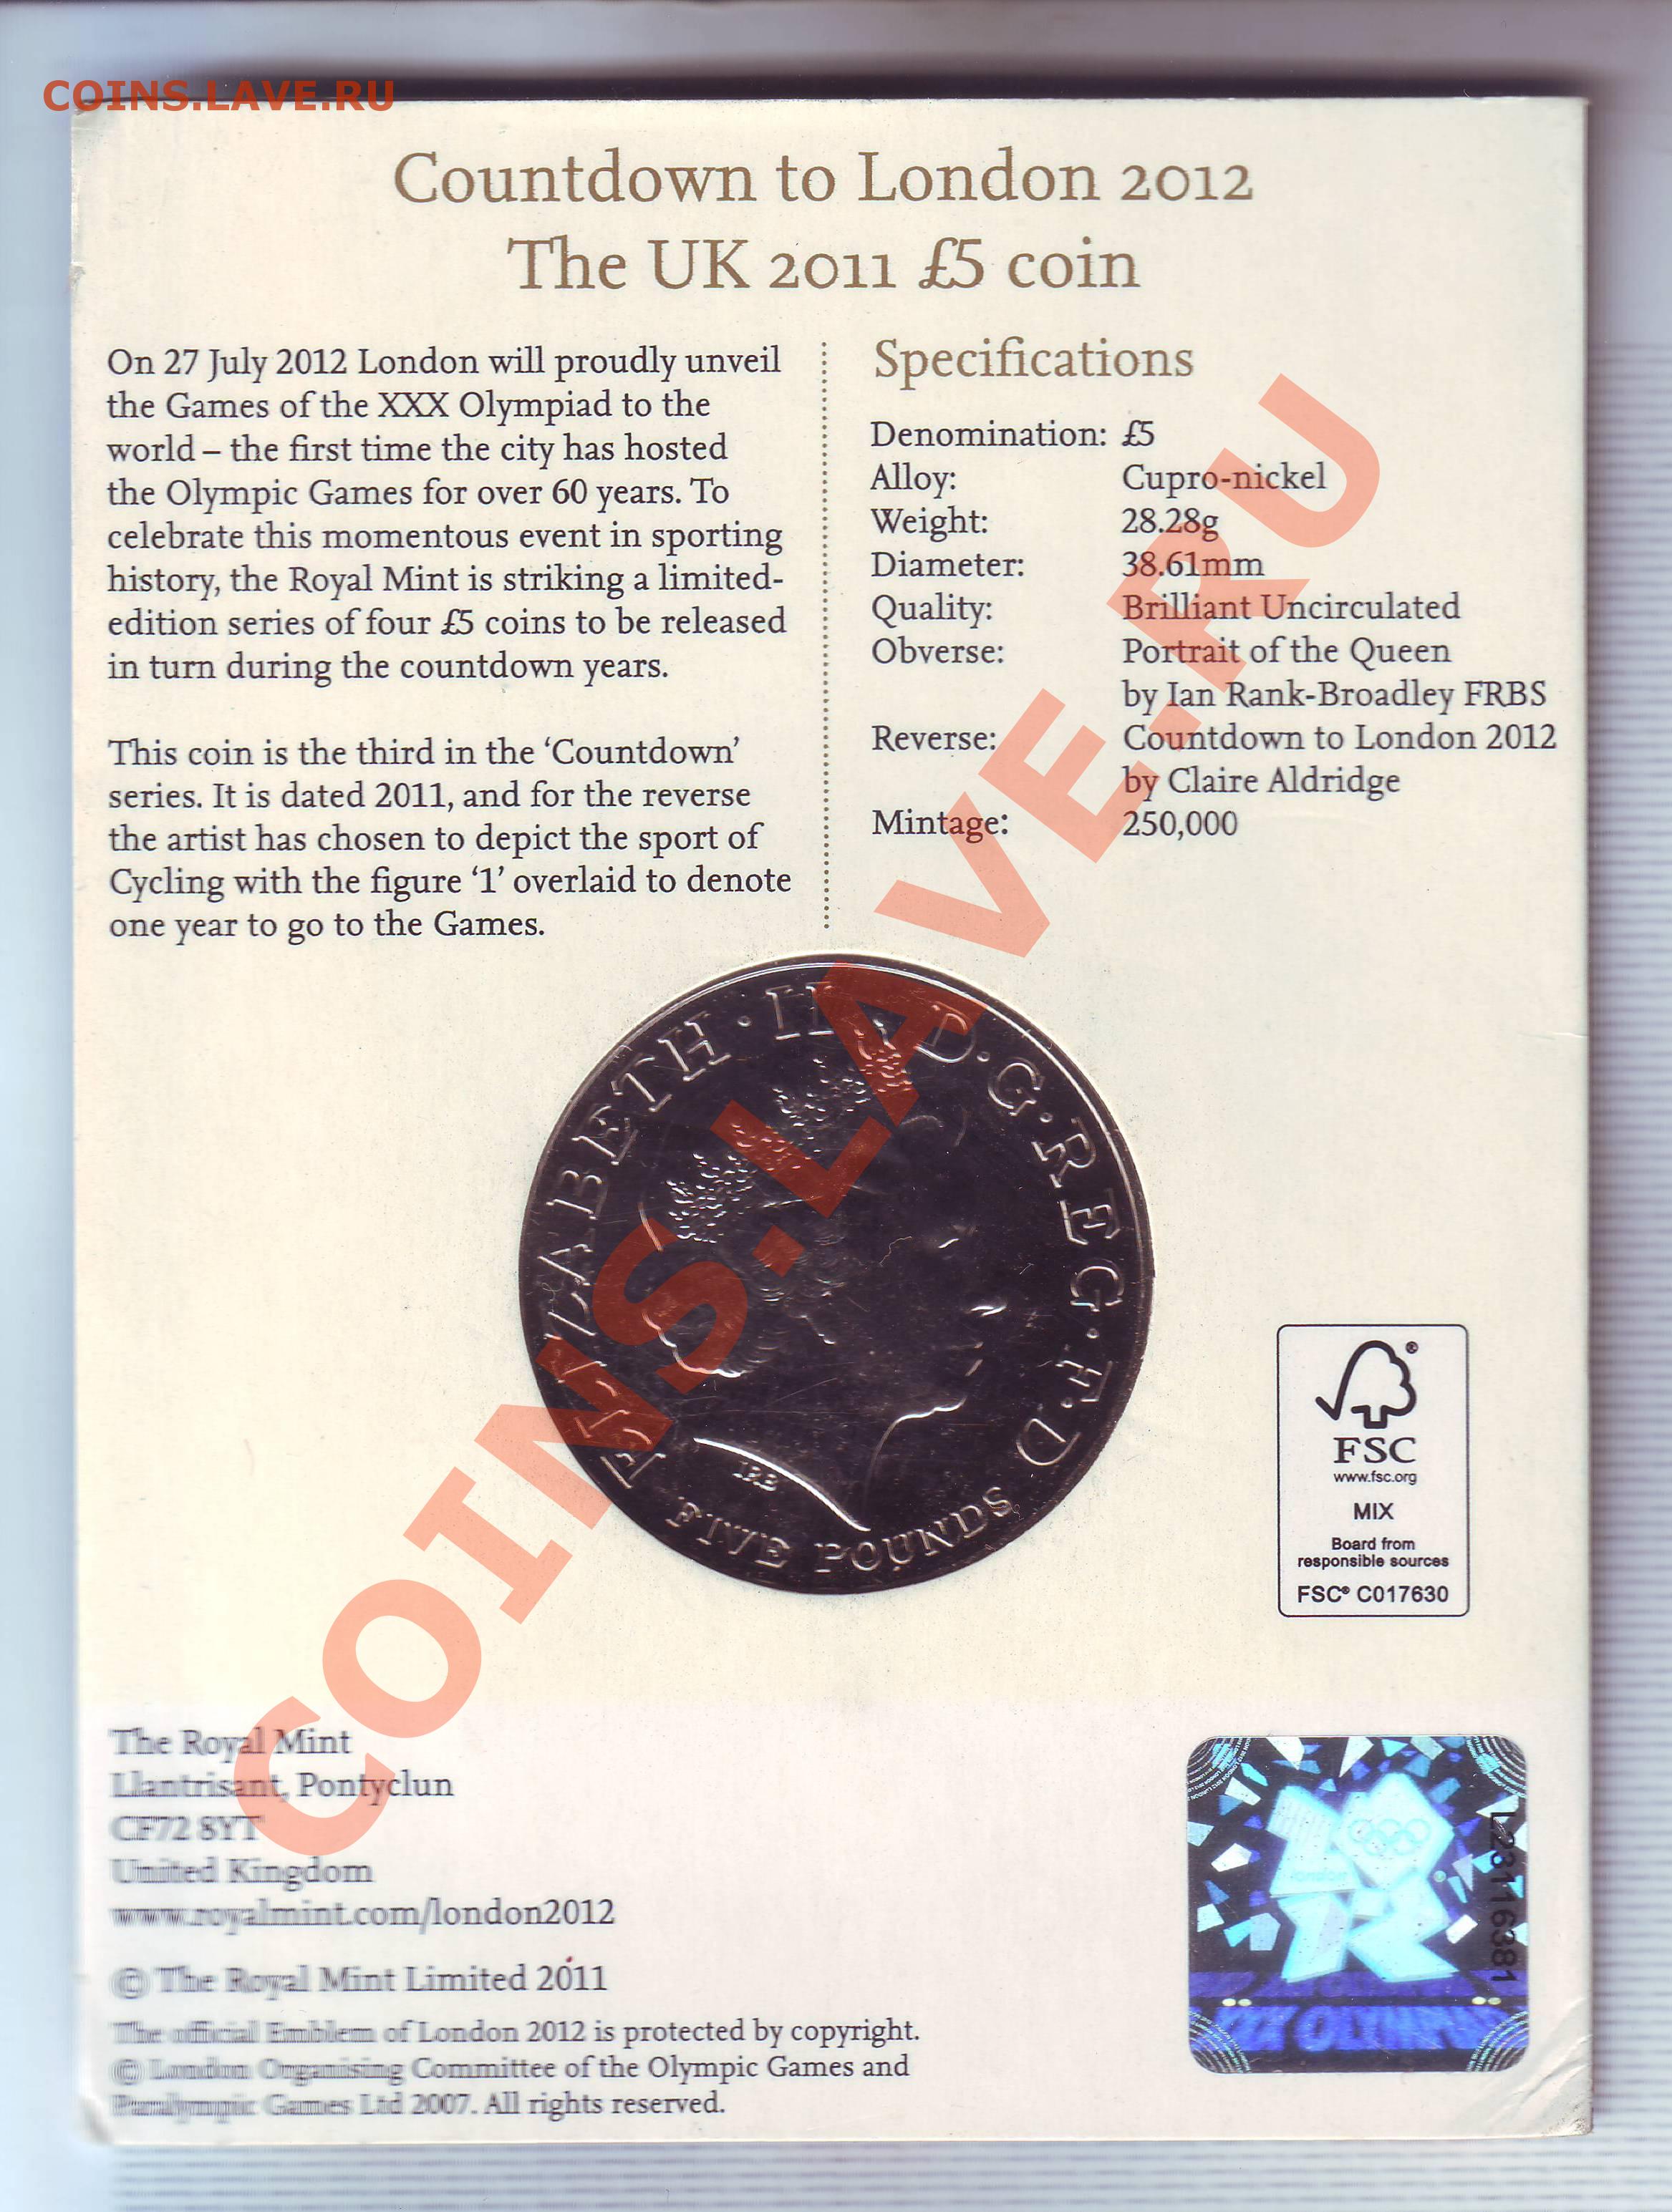 COINS.LAVE.RU
Countdown to London 2012
The UK 2011 £5 coin
On 27 July 2012 London will proudly unveil
the Games of the XXX Olympiad to the
world – the first time the city has hosted
the Olympic Games for over 60 years. To
celebrate this momentous event in sporting
history, the Royal Mint is striking a limited-
edition series of four £5 coins to be released
in turn during the countdown years.
This coin is the third in the ‘Countdown’
series. It is dated 2011, and for the reverse
the artist has chosen to depict the sport of
Cycling with the figure ‘1’ overlaid to denote
one year to go to the Games.
Specifications
Denomination: £5
Alloy: Cupro-nickel
Weight: 28.28g
Diameter: 38.61mm
Quality: Brilliant Uncirculated
Obverse: Portrait of the Queen
by Ian Rank-Broadley FRBS
Reverse: Countdown to London 2012
by Claire Aldridge
Mintage: 250,000
ELIZABETH · II · D · G · REG · F · D
IRB
FIVE POUNDS
FSC
www.fsc.org
MIX
Board from
responsible sources
FSC® C017630
The Royal Mint
Llantrisant, Pontyclun
CF72 8YT
United Kingdom
www.royalmint.com/london2012
© The Royal Mint Limited 2011
The official Emblem of London 2012 is protected by copyright.
© London Organising Committee of the Olympic Games and
Paralympic Games Ltd 2007. All rights reserved.
london
L23116381
XXX OLYMPIAD
COINS.LAVE.RU